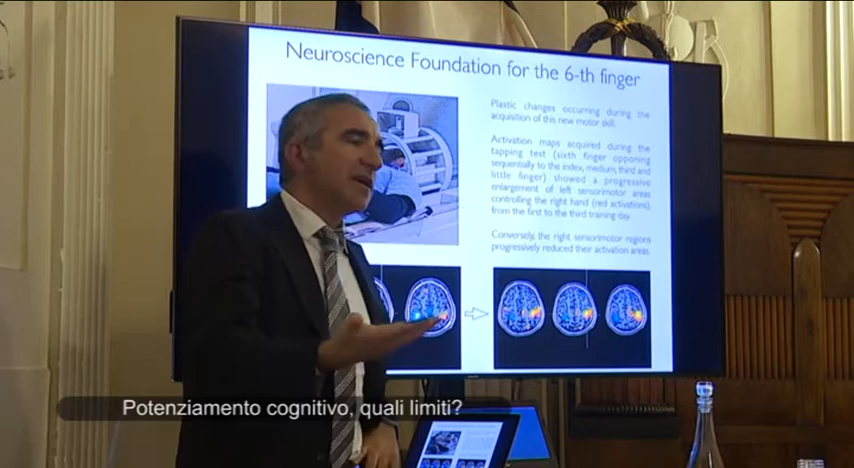 Neuroscience Foundation for the 6-th finger
Plastic changes occurring during the
acquisition of this new motor skill.
Activation maps acquired during the
tapping test (sixth finger opponing
sequentially to the index, medium, third and
little finger) showed a progressive
enlargement of left sensorimotor areas
controlling the right hand (red activations)
from the first to the third training day.
Conversely, the right sensorimotor regions
progressively reduced their activation areas.
Potenziamento cognitivo, quali limiti?